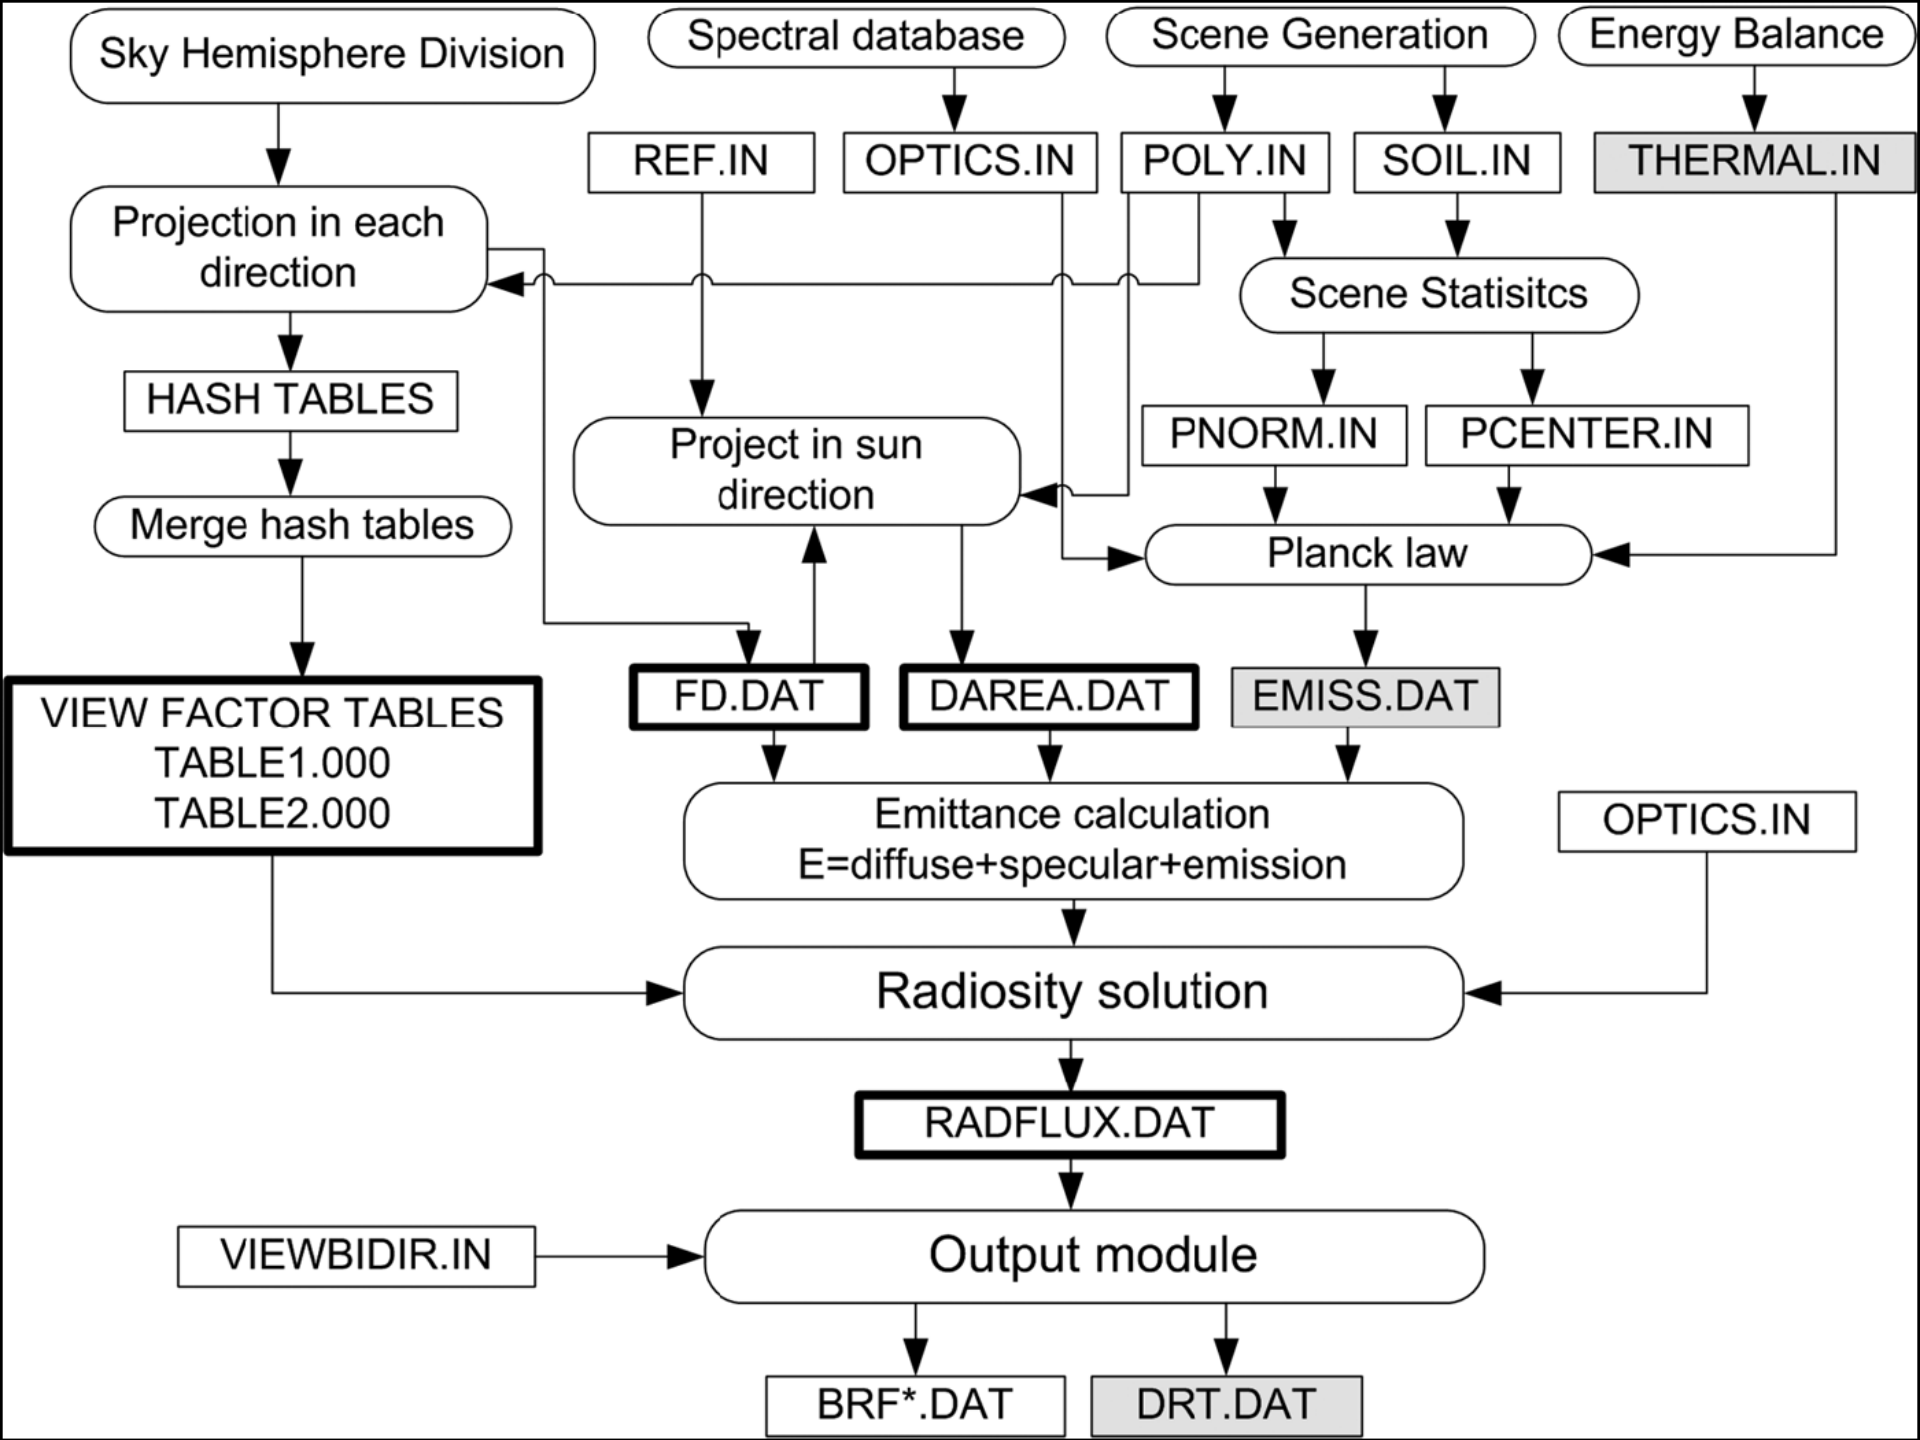 Sky Hemisphere Division
Spectral database
Scene Generation
Energy Balance
REF.IN
OPTICS.IN
POLY.IN
SOIL.IN
THERMAL.IN
Projection in each
direction
Scene Statisitcs
HASH TABLES
Project in sun
direction
PNORM.IN
PCENTER.IN
Merge hash tables
Planck law
VIEW FACTOR TABLES
TABLE1.000
TABLE2.000
FD.DAT
DAREA.DAT
EMISS.DAT
Emittance calculation
E=diffuse+specular+emission
OPTICS.IN
Radiosity solution
RADFLUX.DAT
VIEWBIDIR.IN
Output module
BRF*.DAT
DRT.DAT